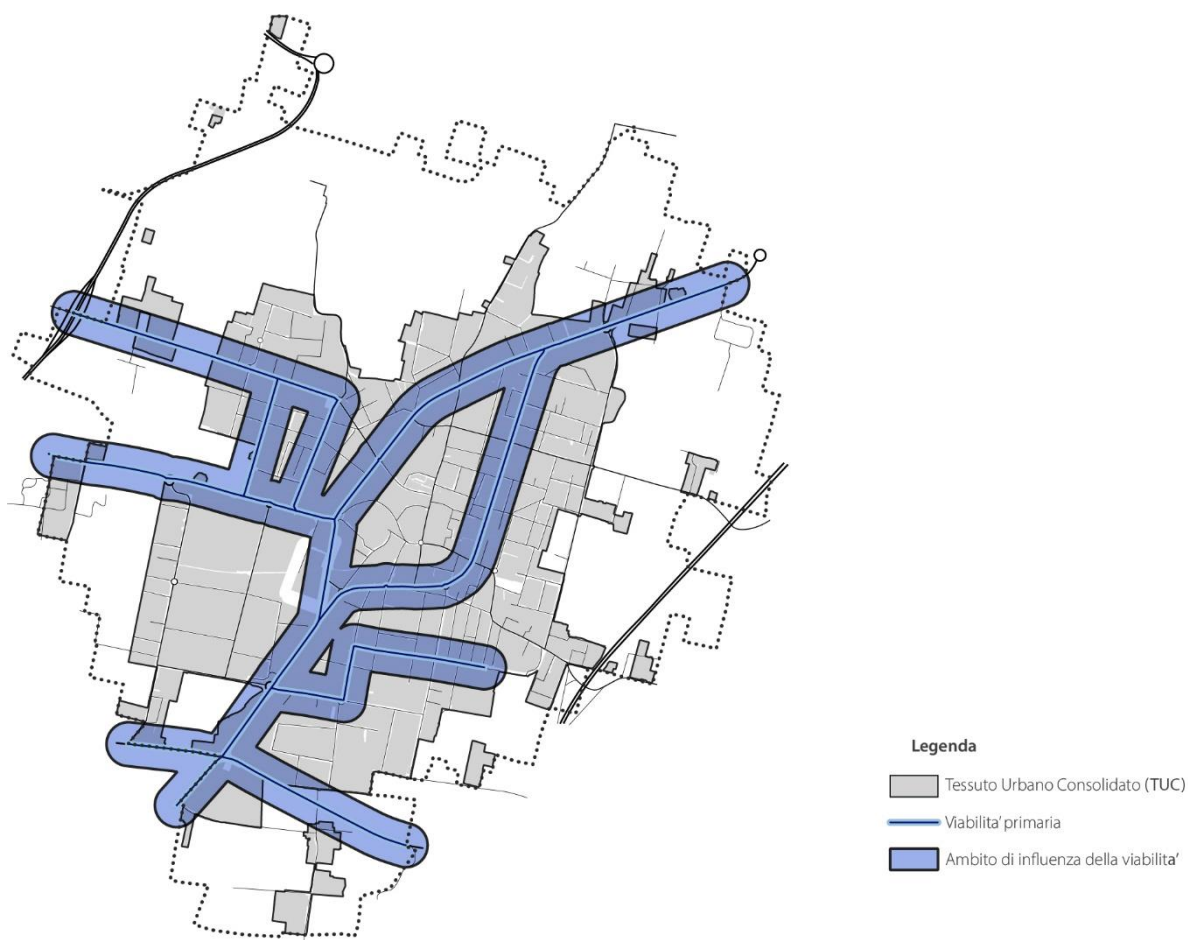 Legenda
Tessuto Urbano Consolidato (TUC)
Viabilita' primaria
Ambito di influenza della viabilita'